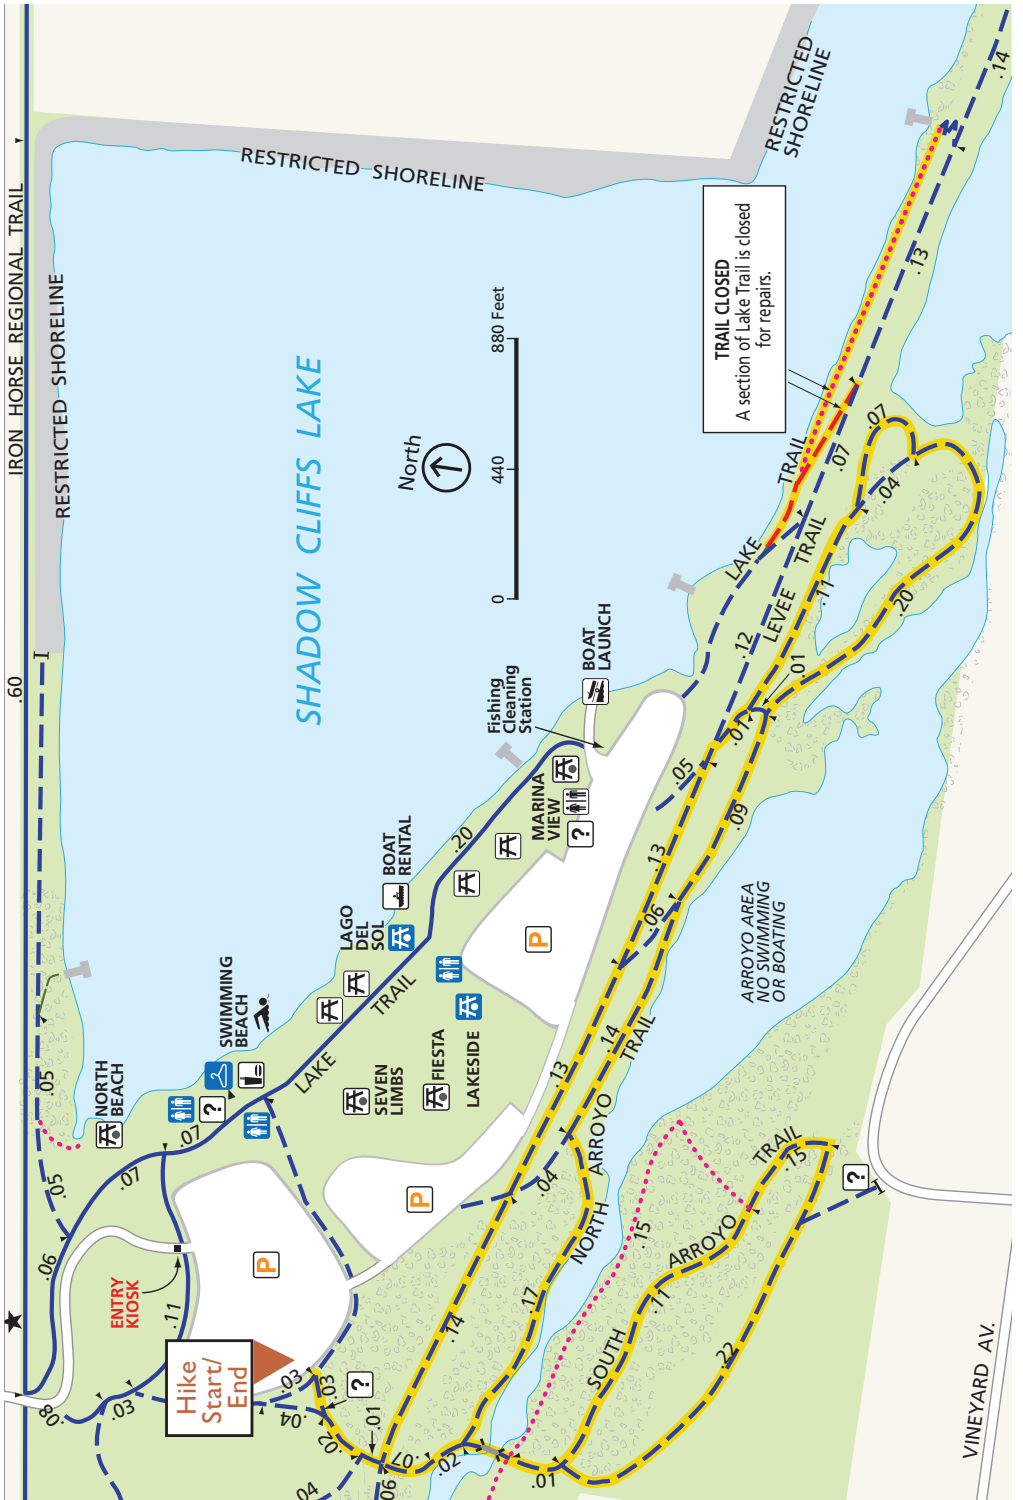 IRON HORSE REGIONAL TRAIL
.60
RESTRICTED SHORELINE
RESTRICTED SHORELINE
RESTRICTED
SHORELINE
SHADOW CLIFFS LAKE
North
0
440
880 Feet
TRAIL CLOSED
A section of Lake Trail is closed
for repairs.
.14
.13
LAKE
TRAIL
.07
.07
.04
LEVEE
TRAIL
.12
.11
.20
.01
.01
.05
.09
.13
.06
BOAT
LAUNCH
Fishing
Cleaning
Station
MARINA
VIEW
?
.20
BOAT
RENTAL
LAGO
DEL
SOL
SWIMMING
BEACH
?
LAKE
TRAIL
SEVEN
LIMBS
FIESTA
LAKESIDE
P
P
P
NORTH
BEACH
.05
.05
.07
.07
.06
ENTRY
KIOSK
.11
.08
.03
Hike
Start/
End
.03
.03
.04
?
.02
.01
.04
.06
.07
.02
.01
.14
.13
.04
.14
.17
NORTH
ARROYO
TRAIL
ARROYO AREA
NO SWIMMING
OR BOATING
.15
SOUTH
ARROYO
TRAIL
.11
.15
.22
?
VINEYARD AV.